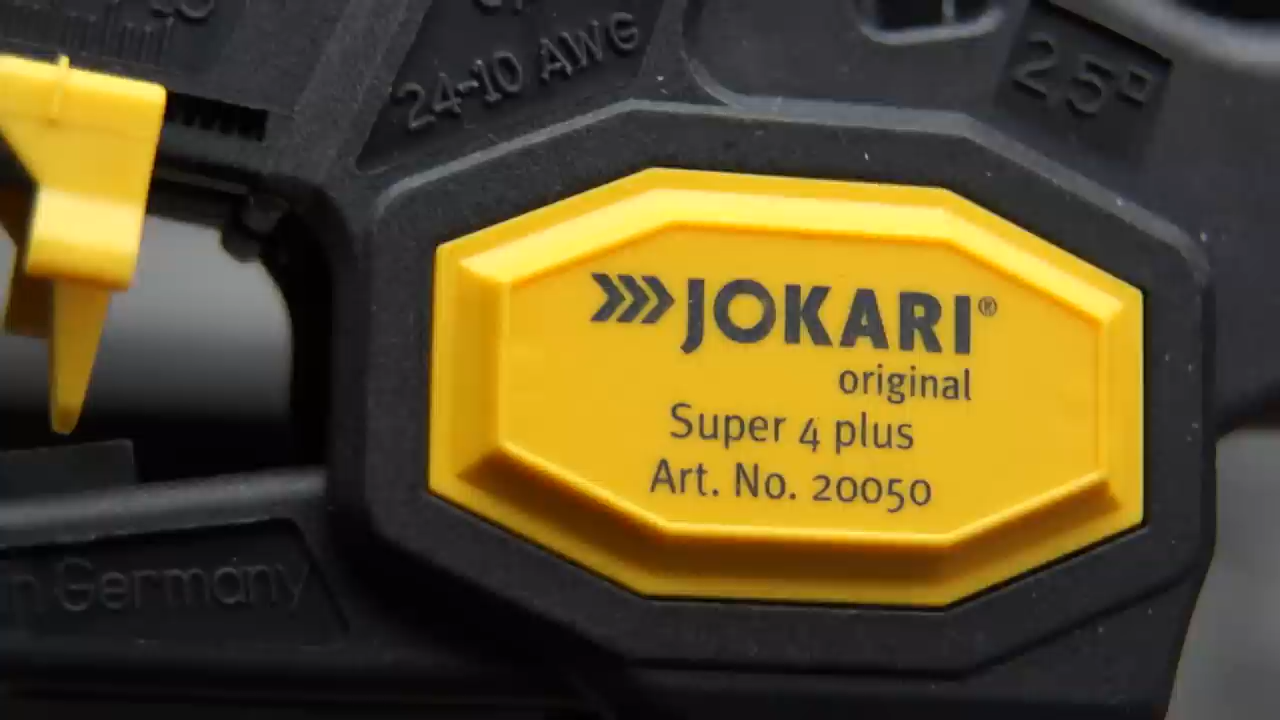 24-10 AWG
2,5
JOKARI®
original
Super 4 plus
Art. No. 20050
Germany